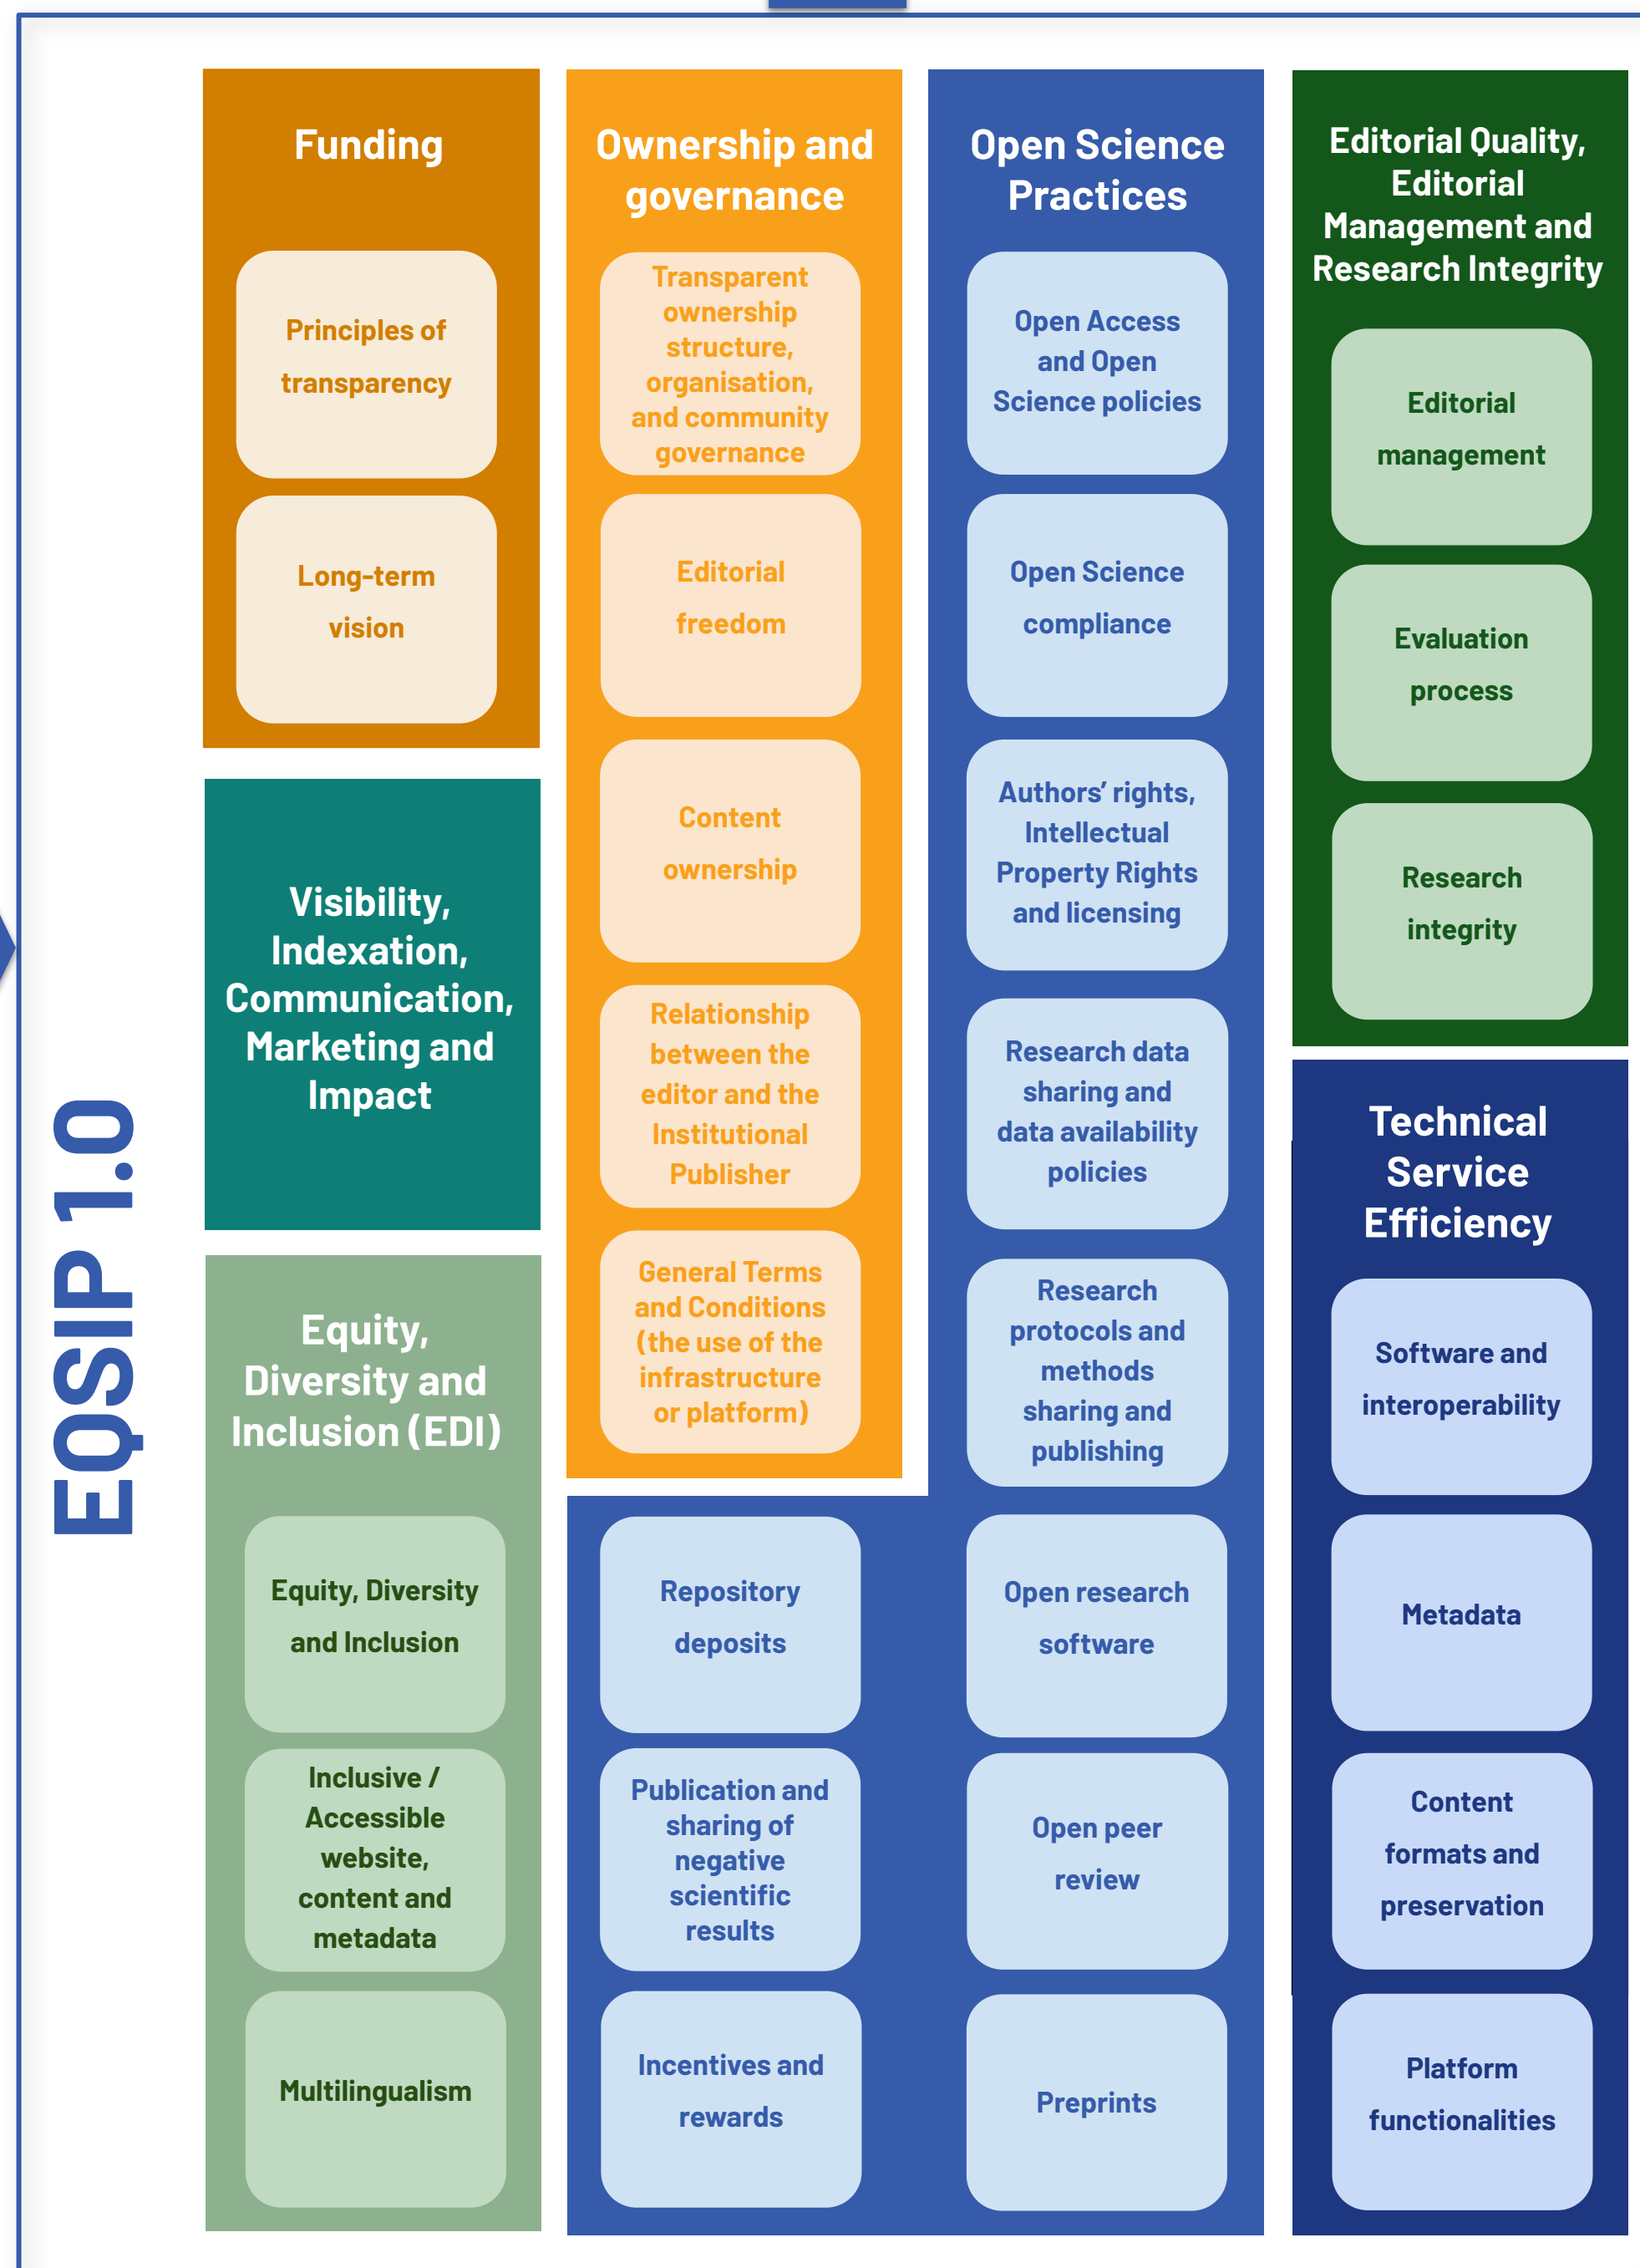 EQSIP 1.0
Funding
Principles of
transparency
Long-term
vision
Visibility,
Indexation,
Communication,
Marketing and
Impact
Equity,
Diversity and
Inclusion (EDI)
Equity, Diversity
and Inclusion
Inclusive /
Accessible
website,
content and
metadata
Multilingualism
Ownership and
governance
Transparent
ownership
structure,
organisation,
and community
governance
Editorial
freedom
Content
ownership
Relationship
between the
editor and the
Institutional
Publisher
General Terms
and Conditions
(the use of the
infrastructure
or platform)
Open Science
Practices
Open Access
and Open
Science policies
Open Science
compliance
Authors’ rights,
Intellectual
Property Rights
and licensing
Research data
sharing and
data availability
policies
Research
protocols and
methods
sharing and
publishing
Repository
deposits
Open research
software
Publication and
sharing of
negative
scientific
results
Open peer
review
Incentives and
rewards
Preprints
Editorial Quality,
Editorial
Management and
Research Integrity
Editorial
management
Evaluation
process
Research
integrity
Technical
Service
Efficiency
Software and
interoperability
Metadata
Content
formats and
preservation
Platform
functionalities